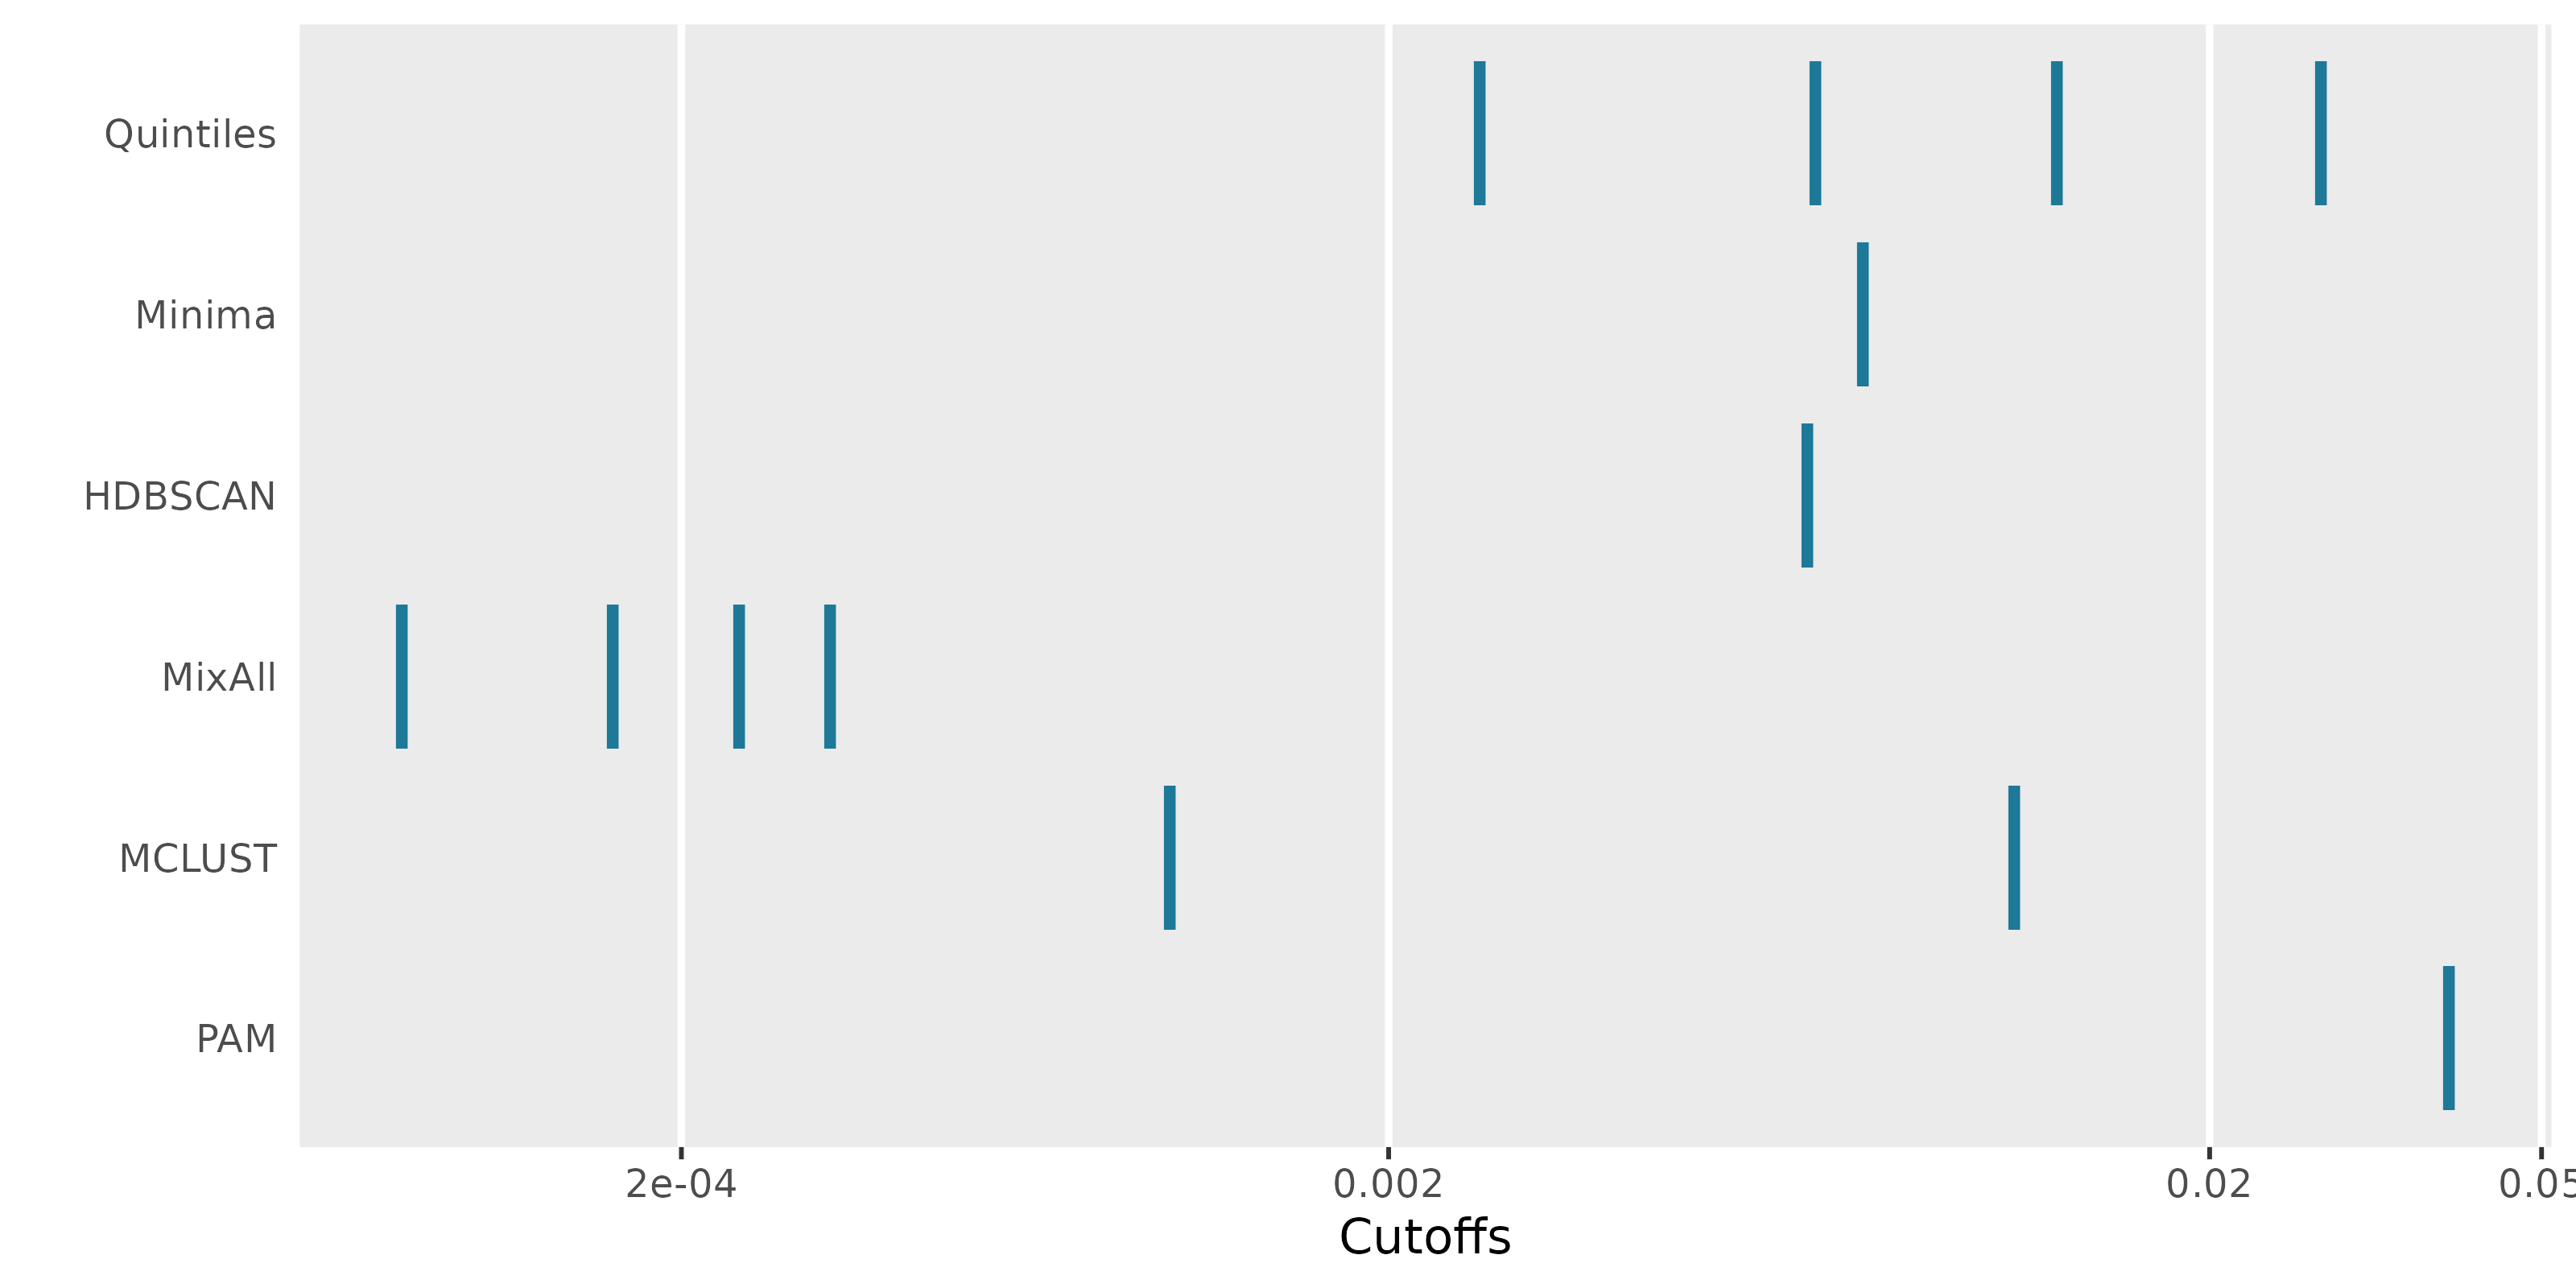 Quintiles
Minima
HDBSCAN
MixAll
MCLUST
PAM
2e-04 0.002 0.02 0.05
Cutoffs